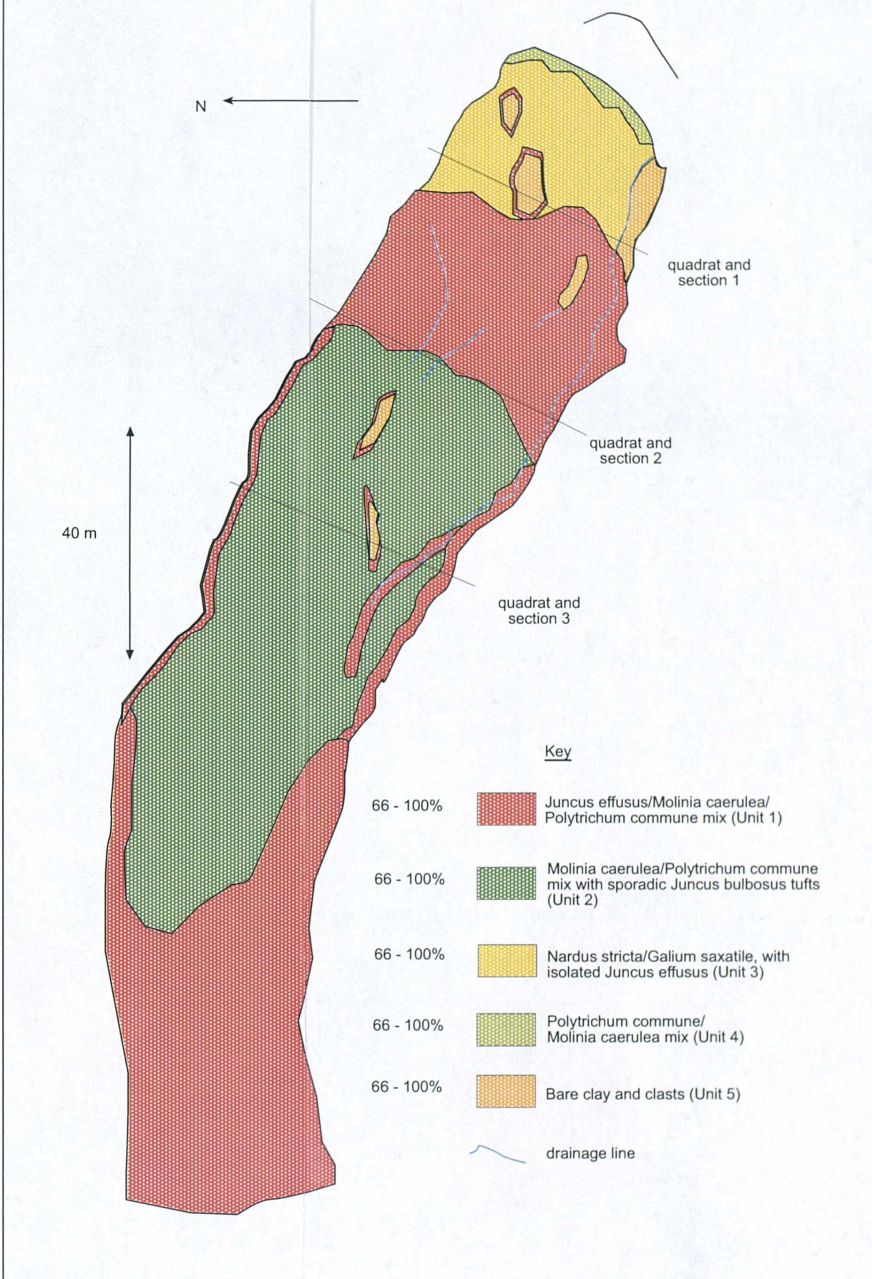 N
quadrat and
section 1
quadrat and
section 2
40 m
quadrat and
section 3
Key
66 - 100%
Juncus effusus/Molinia caerulea/
Polytrichum commune mix (Unit 1)
66 - 100%
Molinia caerulea/Polytrichum commune
mix with sporadic Juncus bulbosus tufts
(Unit 2)
66 - 100%
Nardus stricta/Galium saxatile, with
isolated Juncus effusus (Unit 3)
66 - 100%
Polytrichum commune/
Molinia caerulea mix (Unit 4)
66 - 100%
Bare clay and clasts (Unit 5)
drainage line